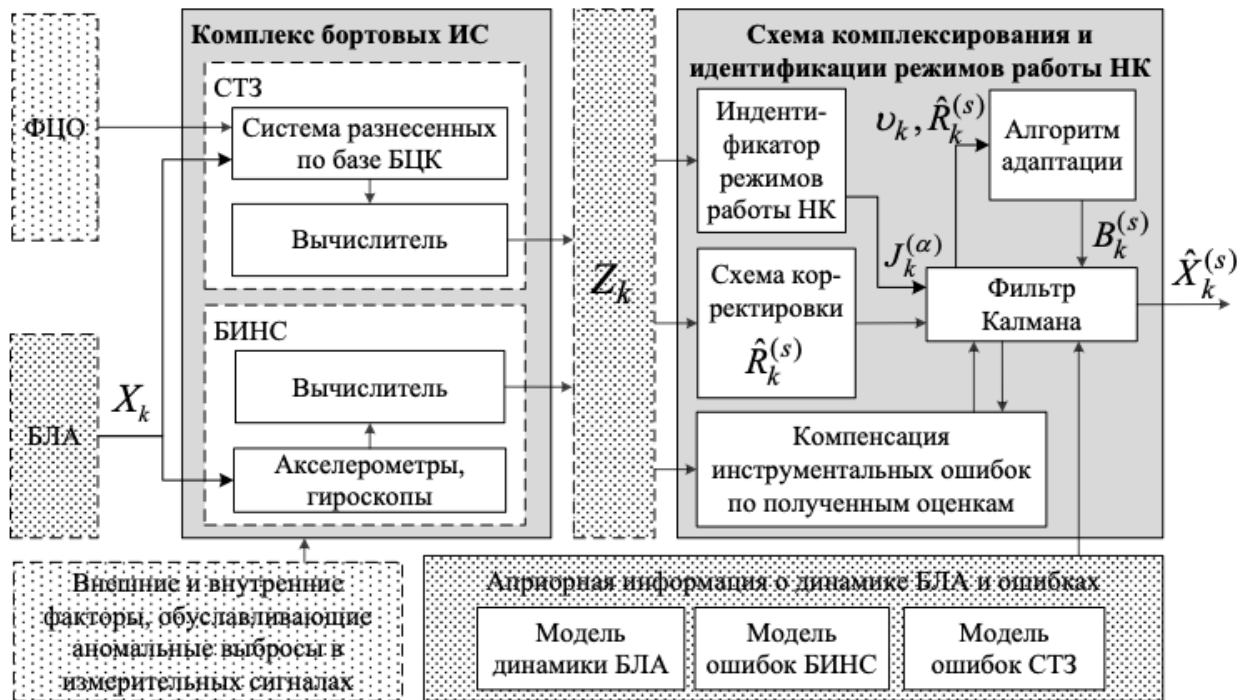 ФЦО
БЛА
X_k
Комплекс бортовых ИС
СТЗ
Система разнесенных
по базе БЦК
Вычислитель
БИНС
Вычислитель
Акселерометры,
гироскопы
Z_k
Схема комплексирования и
идентификации режимов работы НК
Индентиф-
фикатор
режимов
работы НК
υ_k, R̂_k^(s)
Алгоритм
адаптации
J_k^(α)
B_k^(s)
Схема кор-
ректировки
R̂_k^(s)
Фильтр
Калмана
X̂_k^(s)
Компенсация
инструментальных ошибок
по полученным оценкам
Внешние и внутренние
факторы, обуславливающие
аномальные выбросы в
измерительных сигналах
Априорная информация о динамике БЛА и ошибках
Модель
динамики БЛА
Модель
ошибок БИНС
Модель
ошибок СТЗ